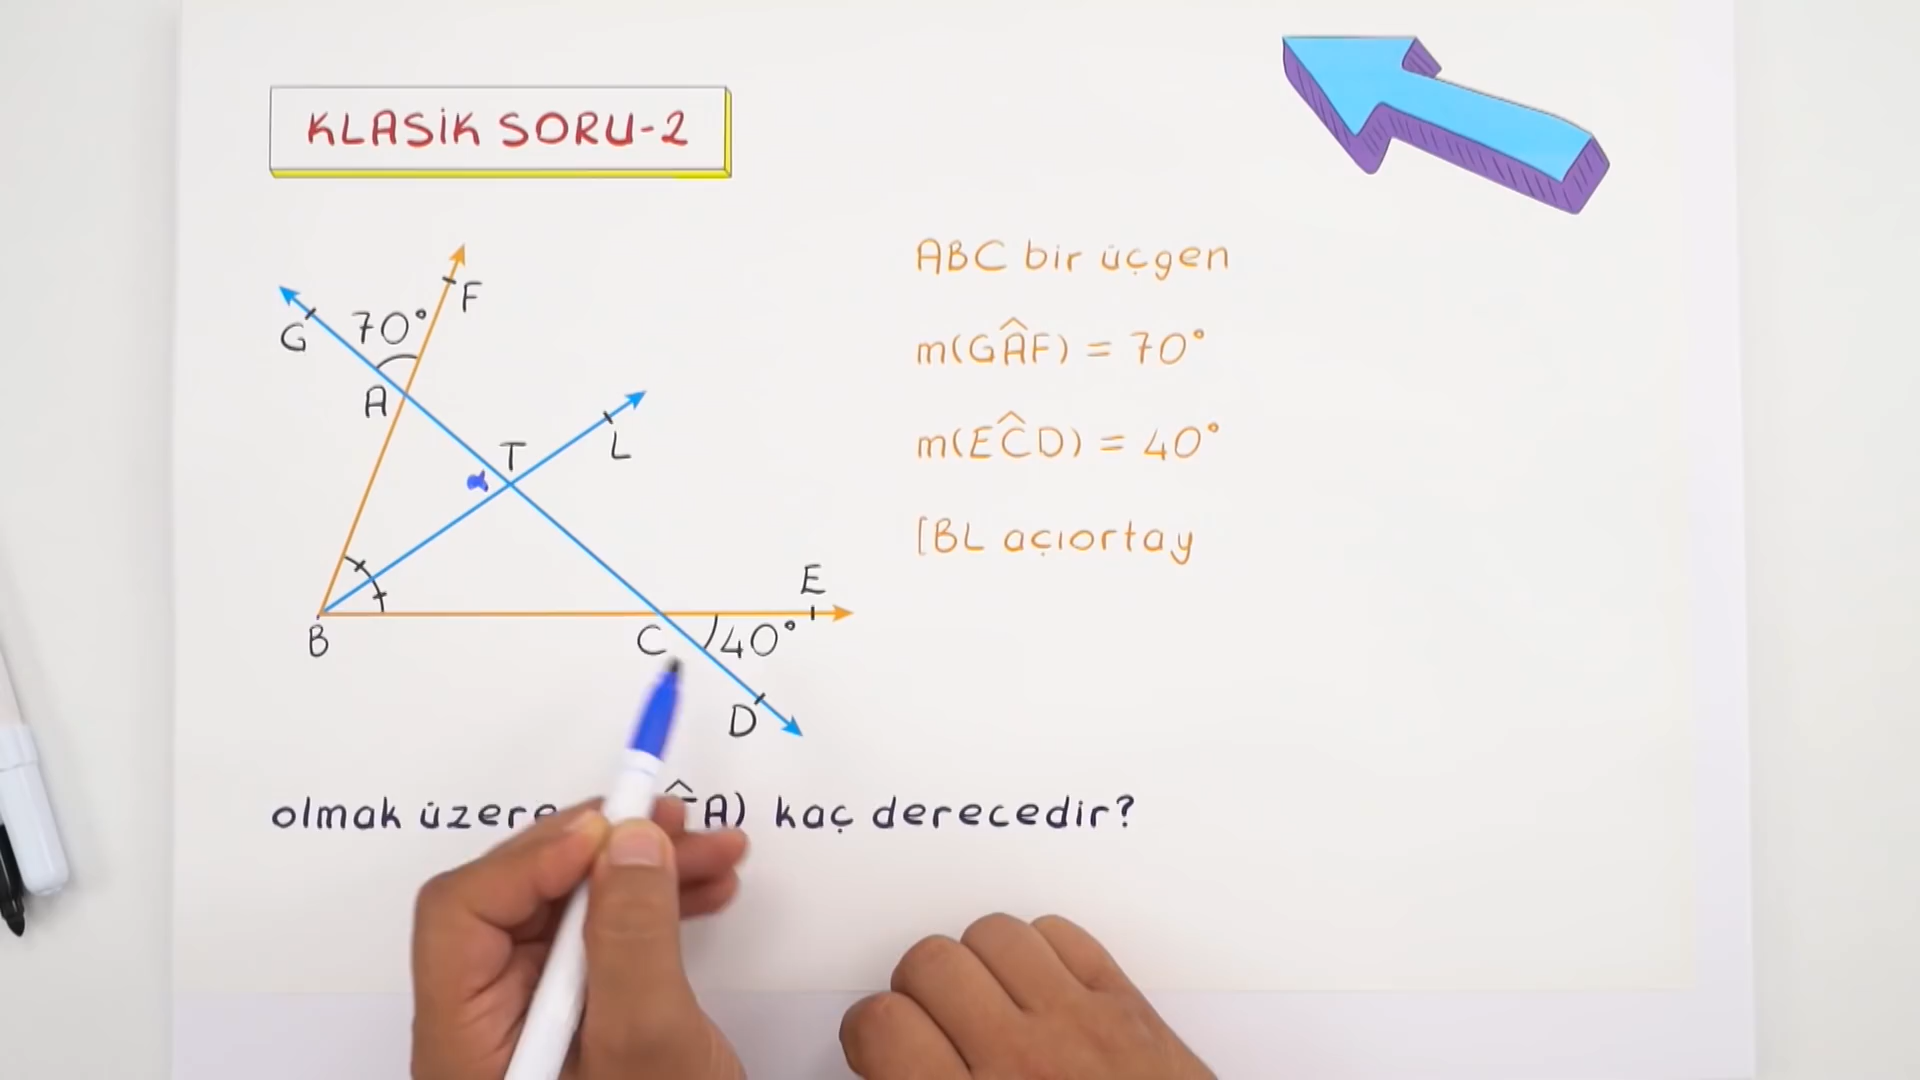 KLASİK SORU-2
F
G
70°
A
T
L
α
B
C
E
40°
D
ABC bir üçgen
m(GÂF) = 70°
m(EĈD) = 40°
[BL açıortay
olmak üzere A) kaç derecedir?